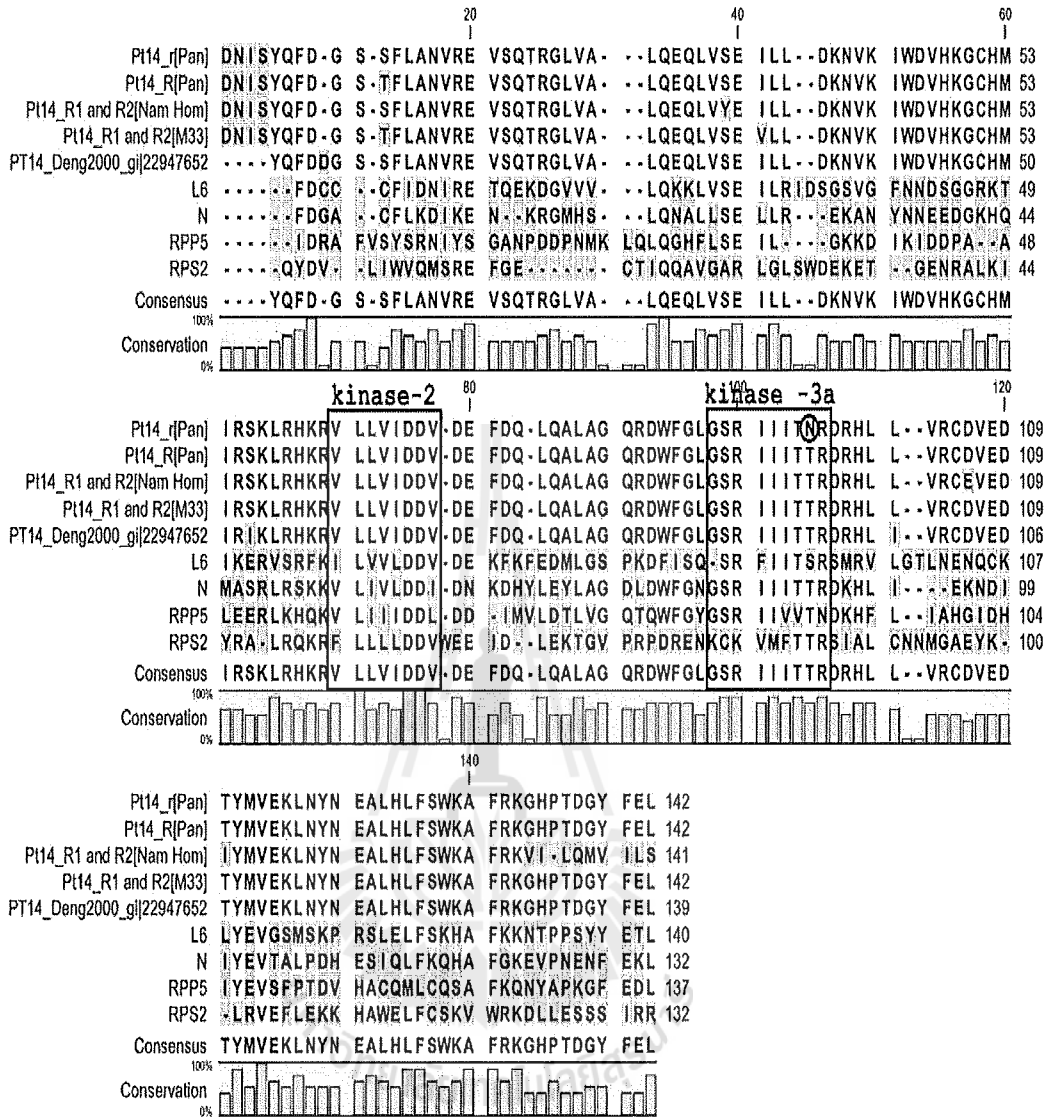 20 40 60
Pt14_r[Pan] DNISYQFD-G S-SFLANVRE VSQTRGLVA- --LQEQLVSE ILL--DKNVK IWDVHKGCHM 53
Pt14_R[Pan] DNISYQFD-G S-TFLANVRE VSQTRGLVA- --LQEQLVSE ILL--DKNVK IWDVHKGCHM 53
Pt14_R1 and R2[Nam Hom] DNISYQFD-G S-SFLANVRE VSQTRGLVA- --LQEQLVYE ILL--DKNVK IWDVHKGCHM 53
Pt14_R1 and R2[M33] DNISYQFD-G S-TFLANVRE VSQTRGLVA- --LQEQLVSE VLL--DKNVK IWDVHKGCHM 53
PT14_Deng2000_gi|22947652 ----YQFDDG S-SFLANVRE VSQTRGLVA- --LQEQLVSE ILL--DKNVK IWDVHKGCHM 50
L6 -----FDCC --CFIDNIRE TQEKDGVVV- --LQKKLVSE ILRIDSGSVG FNNDSGGRKT 49
N -----FDGA --CFLKDIKE N--KRGMHS- --LQNALLSE LLR---EKAN YNNEEDGKHQ 44
RPP5 ------IDRA FVSYSRNIYS GANPDDPNMK LQLQGHFLSE IL----GKKD IKIDDPA--A 48
RPS2 ----QYDV- -LIWVQMSRE FGE------- CTIQQAVGAR LGLSWDEKET --GENRALKI 44
Consensus ----YQFD-G S-SFLANVRE VSQTRGLVA- --LQEQLVSE ILL--DKNVK IWDVHKGCHM
100%
Conservation
0%
80 100 120
kinase-2 kinase -3a
Pt14_r[Pan] IRSKLRHKRV LLVIDDV-DE FDQ-LQALAG QRDWFGLGSR IIITNRDRHL L--VRCDVED 109
Pt14_R[Pan] IRSKLRHKRV LLVIDDV-DE FDQ-LQALAG QRDWFGLGSR IIITTRDRHL L--VRCDVED 109
Pt14_R1 and R2[Nam Hom] IRSKLRHKRV LLVIDDV-DE FDQ-LQALAG QRDWFGLGSR IIITTRDRHL L--VRCEVED 109
Pt14_R1 and R2[M33] IRSKLRHKRV LLVIDDV-DE FDQ-LQALAG QRDWFGLGSR IIITTRDRHL L--VRCDVED 109
PT14_Deng2000_gi|22947652 IRIKLRHKRV LLVIDDV-DE FDQ-LQALAG QRDWFGLGSR IIITTRDRHL I--VRCDVED 106
L6 IKERVSRFKI LVVLDDV-DE KFKFEDMLGS PKDFISQ-SR FIITSRSMRV LGTLNENQCK 107
N MASRLRSKKV LIVLDDI-DN KDHYLEYLAG DLDWFGNGSR IIITTRDKHL I----EKNDI 99
RPP5 LEERLKHQKV LIIIDDL-DD -IMVLDTLVG QTQWFGYGSR IIVVTNDKHF L--IAHGIDH 104
RPS2 YRA-LRQKRF LLLLDDVWEE ID--LEKTGV PRPDRENKCK VMFTTRSIAL CNNMGAEYK- 100
Consensus IRSKLRHKRV LLVIDDV-DE FDQ-LQALAG QRDWFGLGSR IIITTRDRHL L--VRCDVED
100%
Conservation
0%
140
Pt14_r[Pan] TYMVEKLNYN EALHLFSWKA FRKGHPTDGY FEL 142
Pt14_R[Pan] TYMVEKLNYN EALHLFSWKA FRKGHPTDGY FEL 142
Pt14_R1 and R2[Nam Hom] IYMVEKLNYN EALHLFSWKA FRKVI-LQMV ILS 141
Pt14_R1 and R2[M33] TYMVEKLNYN EALHLFSWKA FRKGHPTDGY FEL 142
PT14_Deng2000_gi|22947652 TYMVEKLNYN EALHLFSWKA FRKGHPTDGY FEL 139
L6 LYEVGSMSKP RSLELFSKHA FKKNTPPSYY ETL 140
N IYEVTALPDH ESIQLFKQHA FGKEVPNENF EKL 132
RPP5 IYEVSFPTDV HACQMLCQSA FKQNYAPKGF EDL 137
RPS2 -LRVEFLEKK HAWELFCSKV WRKDLLESSS IRR 132
Consensus TYMVEKLNYN EALHLFSWKA FRKGHPTDGY FEL
100%
Conservation
0%